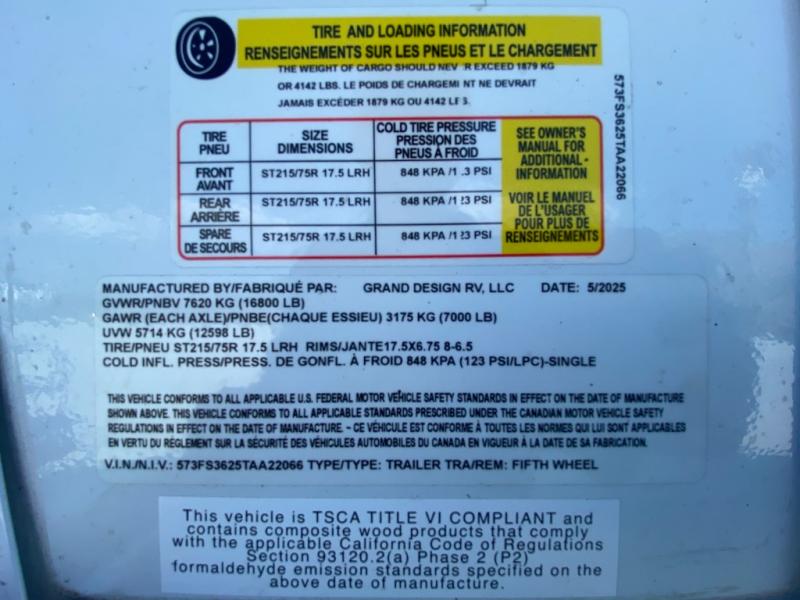 TIRE AND LOADING INFORMATION
RENSEIGNEMENTS SUR LES PNEUS ET LE CHARGEMENT
THE WEIGHT OF CARGO SHOULD NEV R EXCEED 1879 KG
OR 4142 LBS. LE POIDS DE CHARGEMI NT NE DEVRAIT
JAMAIS EXCÉDER 1879 KG OU 4142 LFS.
573FS3625TAA22066
TIRE
PNEU
SIZE
DIMENSIONS
COLD TIRE PRESSURE
PRESSION DES
PNEUS À FROID
FRONT
AVANT
ST215/75R 17.5 LRH
848 KPA /1 .3 PSI
REAR
ARRIÈRE
ST215/75R 17.5 LRH
848 KPA /123 PSI
SPARE
DE SECOURS
ST215/75R 17.5 LRH
848 KPA /123 PSI
SEE OWNER'S
MANUAL FOR
ADDITIONAL
INFORMATION
VOIR LE MANUEL
DE L'USAGER
POUR PLUS DE
RENSEIGNEMENTS
MANUFACTURED BY/FABRIQUÉ PAR: GRAND DESIGN RV, LLC DATE: 5/2025
GVWR/PNBV 7620 KG (16800 LB)
GAWR (EACH AXLE)/PNBE(CHAQUE ESSIEU) 3175 KG (7000 LB)
UVW 5714 KG (12598 LB)
TIRE/PNEU ST215/75R 17.5 LRH RIMS/JANTE17.5X6.75 8-6.5
COLD INFL. PRESS/PRESS. DE GONFL. À FROID 848 KPA (123 PSI/LPC)-SINGLE
THIS VEHICLE CONFORMS TO ALL APPLICABLE U.S. FEDERAL MOTOR VEHICLE SAFETY STANDARDS IN EFFECT ON THE DATE OF MANUFACTURE
SHOWN ABOVE. THIS VEHICLE CONFORMS TO ALL APPLICABLE STANDARDS PRESCRIBED UNDER THE CANADIAN MOTOR VEHICLE SAFETY
REGULATIONS IN EFFECT ON THE DATE OF MANUFACTURE. - CE VÉHICULE EST CONFORME À TOUTES LES NORMES QUI LUI SONT APPLICABLES
EN VERTU DU RÈGLEMENT SUR LA SÉCURITÉ DES VÉHICULES AUTOMOBILES DU CANADA EN VIGUEUR À LA DATE DE SA FABRICATION.
V.I.N./N.I.V.: 573FS3625TAA22066 TYPE/TYPE: TRAILER TRA/REM: FIFTH WHEEL
This vehicle is TSCA TITLE VI COMPLIANT and
contains composite wood products that comply
with the applicable California Code of Regulations
Section 93120.2(a) Phase 2 (P2)
formaldehyde emission standards specified on the
above date of manufacture.